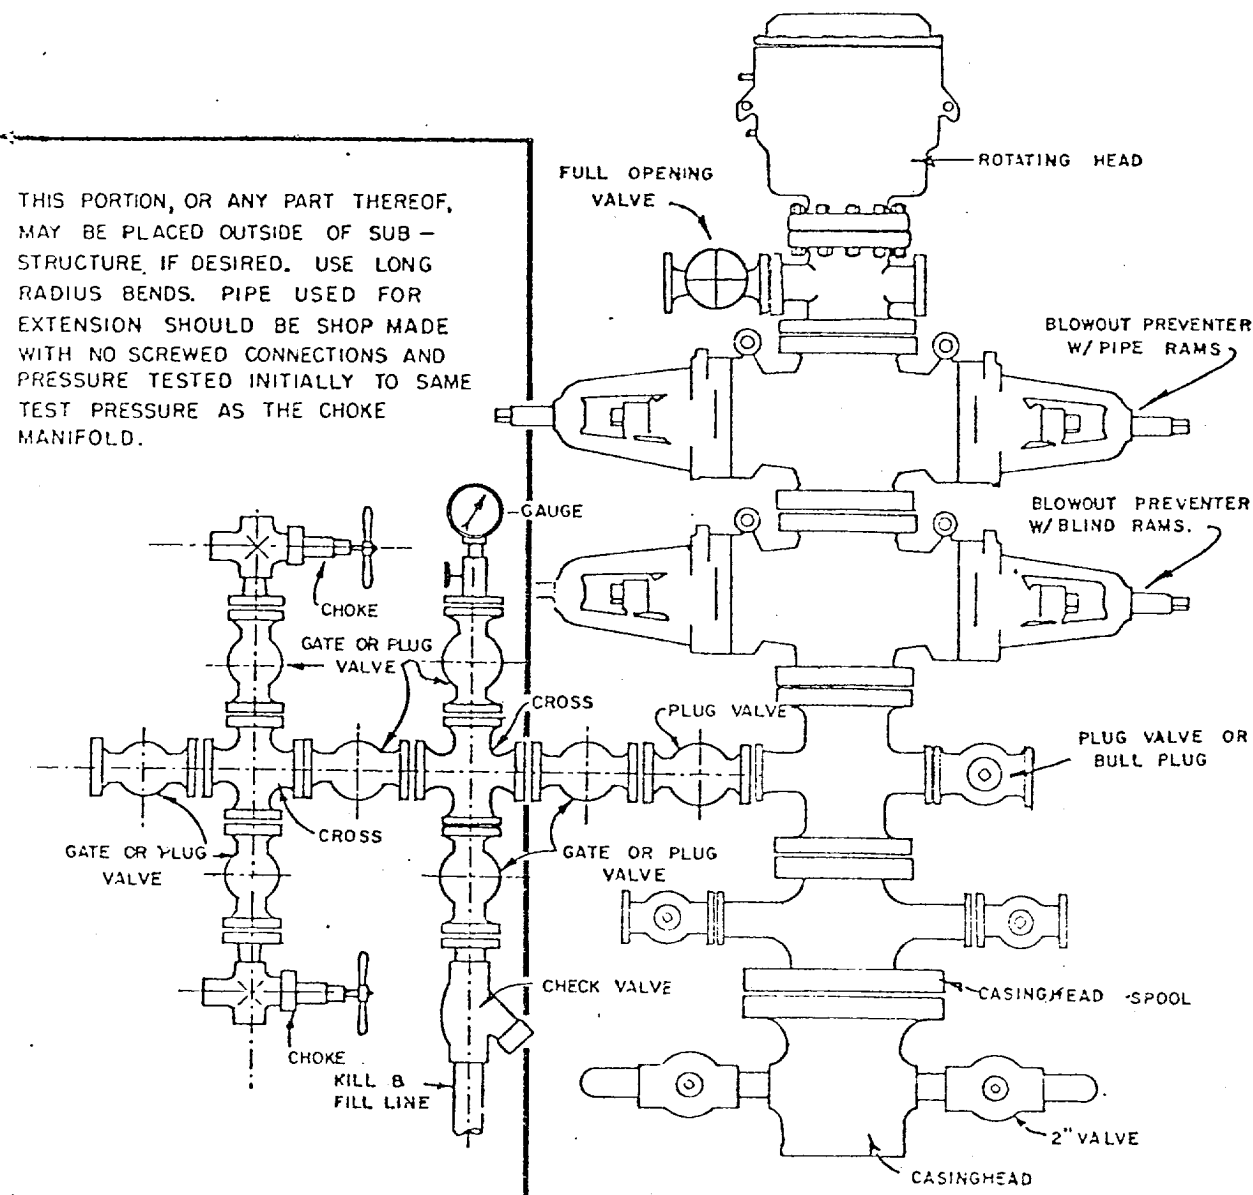 THIS PORTION, OR ANY PART THEREOF,
MAY BE PLACED OUTSIDE OF SUB-
STRUCTURE IF DESIRED. USE LONG
RADIUS BENDS. PIPE USED FOR
EXTENSION SHOULD BE SHOP MADE
WITH NO SCREWED CONNECTIONS AND
PRESSURE TESTED INITIALLY TO SAME
TEST PRESSURE AS THE CHOKE
MANIFOLD.
ROTATING HEAD
FULL OPENING
VALVE
BLOWOUT PREVENTER
W/PIPE RAMS
BLOWOUT PREVENTER
W/BLIND RAMS.
GAUGE
CHOKE
GATE OR PLUG
VALVE
CROSS
PLUG VALVE
PLUG VALVE OR
BULL PLUG
CROSS
GATE OR PLUG
VALVE
GATE OR PLUG
VALVE
CHECK VALVE
CASINGHEAD SPOOL
CHOKE
KILL &
FILL LINE
2" VALVE
CASINGHEAD